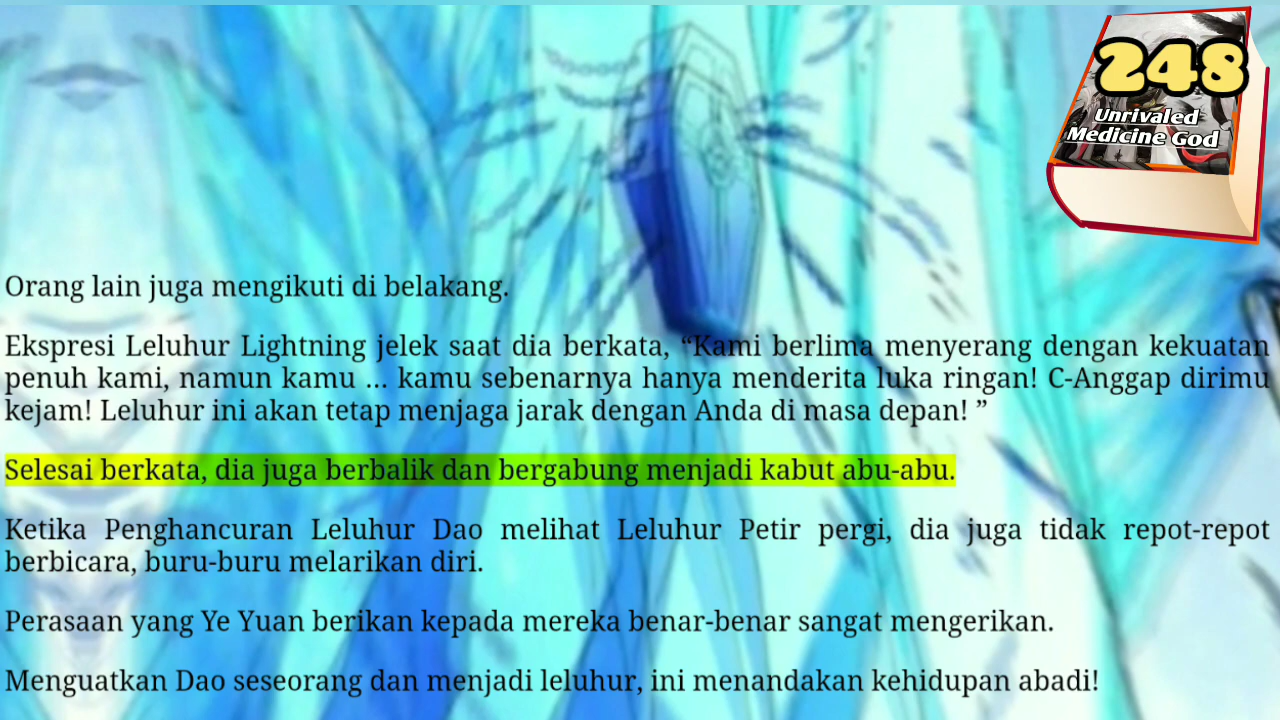 248
Unrivaled
Medicine God
Orang lain juga mengikuti di belakang.
Ekspresi Leluhur Lightning jelek saat dia berkata, “Kami berlima menyerang dengan kekuatan
penuh kami, namun kamu ... kamu sebenarnya hanya menderita luka ringan! C-Anggap dirimu
kejam! Leluhur ini akan tetap menjaga jarak dengan Anda di masa depan! ”
Selesai berkata, dia juga berbalik dan bergabung menjadi kabut abu-abu.
Ketika Penghancuran Leluhur Dao melihat Leluhur Petir pergi, dia juga tidak repot-repot
berbicara, buru-buru melarikan diri.
Perasaan yang Ye Yuan berikan kepada mereka benar-benar sangat mengerikan.
Menguatkan Dao seseorang dan menjadi leluhur, ini menandakan kehidupan abadi!